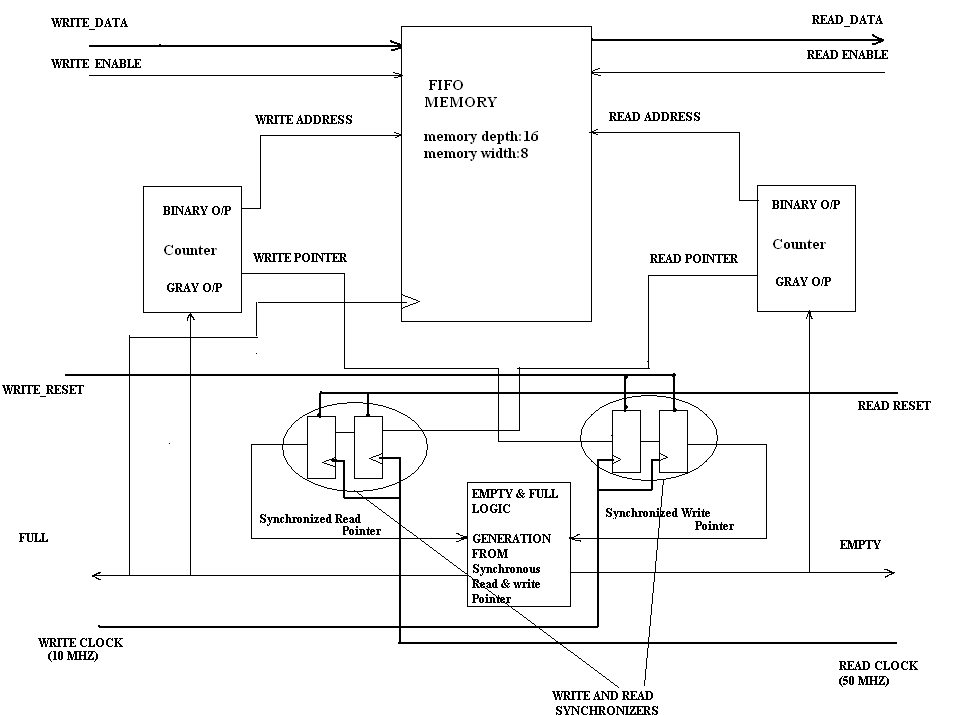 WRITE_DATA
READ_DATA
WRITE ENABLE
READ ENABLE
FIFO
MEMORY
memory depth:16
memory width:8
WRITE ADDRESS
READ ADDRESS
BINARY O/P
Counter
GRAY O/P
WRITE POINTER
READ POINTER
BINARY O/P
Counter
GRAY O/P
WRITE_RESET
READ RESET
Synchronized Read
Pointer
EMPTY & FULL
LOGIC
GENERATION
FROM
Synchronous
Read & write
Pointer
Synchronized Write
Pointer
FULL
EMPTY
WRITE CLOCK
(10 MHZ)
READ CLOCK
(50 MHZ)
WRITE AND READ
SYNCHRONIZERS